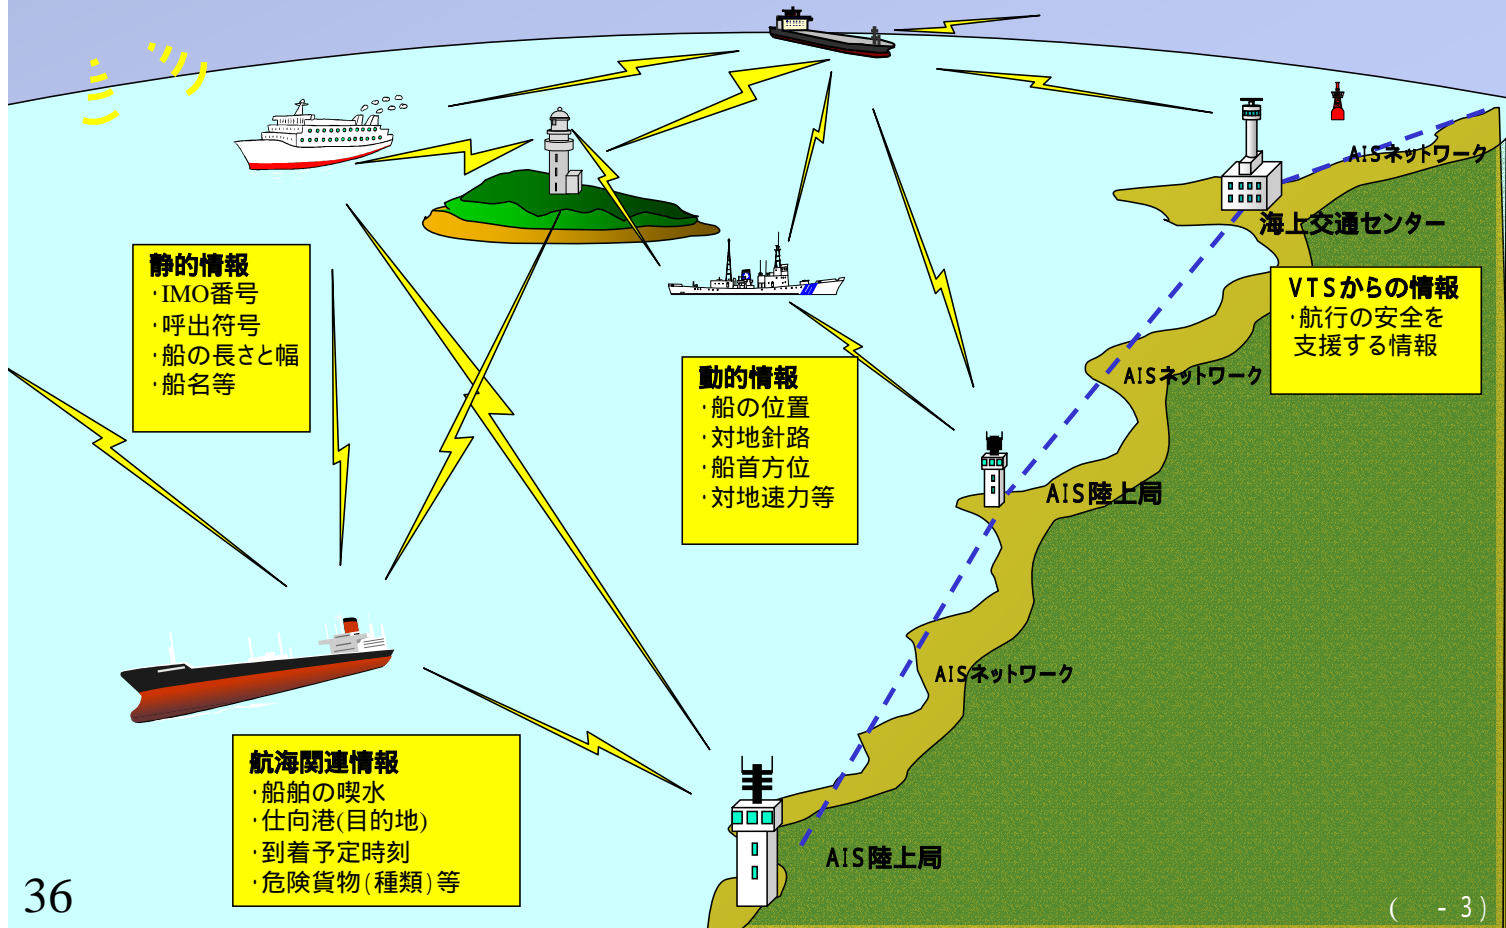 AISネットワーク
海上交通センター
静的情報
·IMO番号
·呼出符号
·船の長さと幅
·船名等
VTSからの情報
·航行の安全を
支援する情報
動的情報
·船の位置
·対地針路
·船首方位
·対地速力等
AISネットワーク
AIS陸上局
AISネットワーク
航海関連情報
·船舶の喫水
·仕向港(目的地)
·到着予定時刻
·危険貨物(種類)等
AIS陸上局
36
( -3)